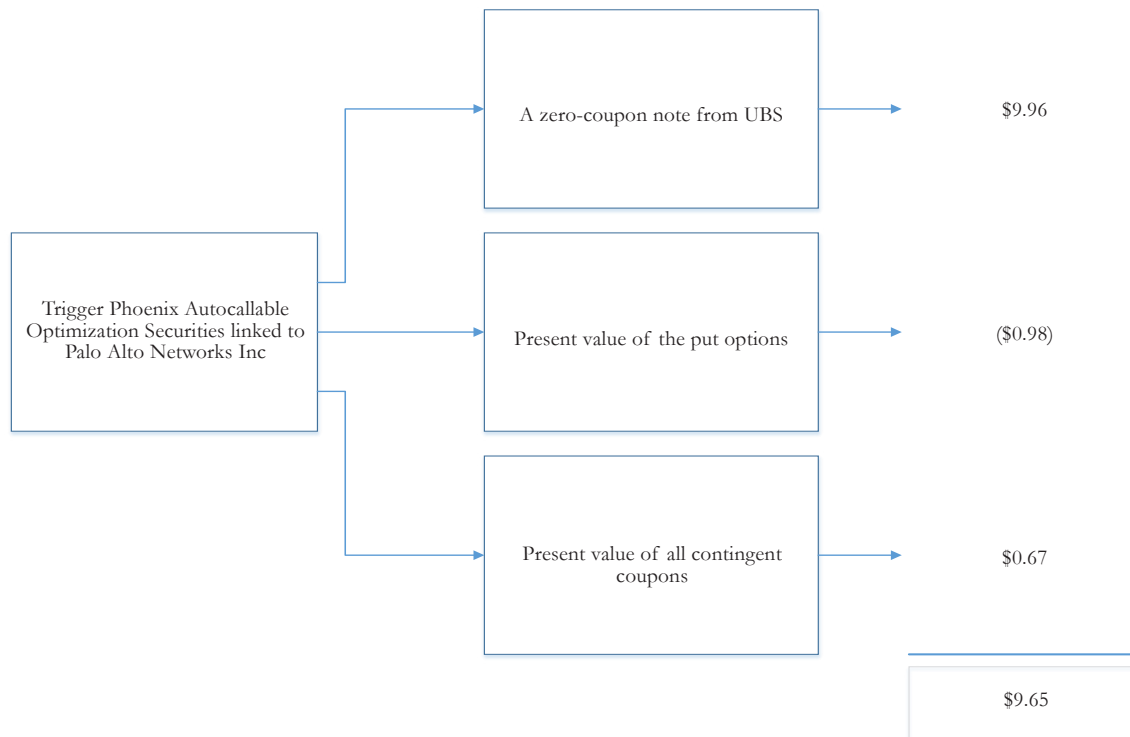 A zero-coupon note from UBS
$9.96
Trigger Phoenix Autocallable
Optimization Securities linked to
Palo Alto Networks Inc
Present value of the put options
($0.98)
Present value of all contingent
coupons
$0.67
$9.65